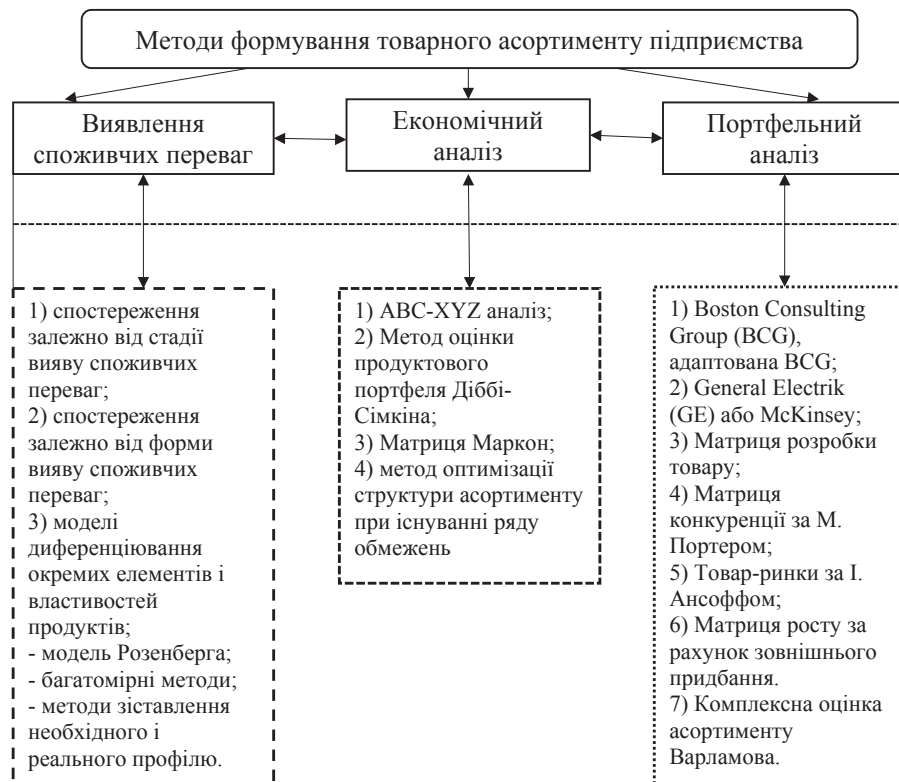 Методи формування товарного асортименту підприємства
Виявлення
споживчих переваг
Економічний
аналіз
Портфельний
аналіз
1) спостереження
залежно від стадії
вияву споживчих
переваг;
2) спостереження
залежно від форми
вияву споживчих
переваг;
3) моделі
диференціювання
окремих елементів і
властивостей
продуктів;
- модель Розенберга;
- багатомірні методи;
- методи зіставлення
необхідного і
реального профілю.
1) ABC-XYZ аналіз;
2) Метод оцінки
продуктового
портфеля Діббі-
Сімкіна;
3) Матриця Маркон;
4) метод оптимізації
структури асортименту
при існуванні ряду
обмежень
1) Boston Consulting
Group (BCG),
адаптована BCG;
2) General Electrik
(GE) або McKinsey;
3) Матриця розробки
товару;
4) Матриця
конкуренції за М.
Портером;
5) Товар-ринки за І.
Ансоффом;
6) Матриця росту за
рахунок зовнішнього
придбання.
7) Комплексна оцінка
асортименту
Варламова.